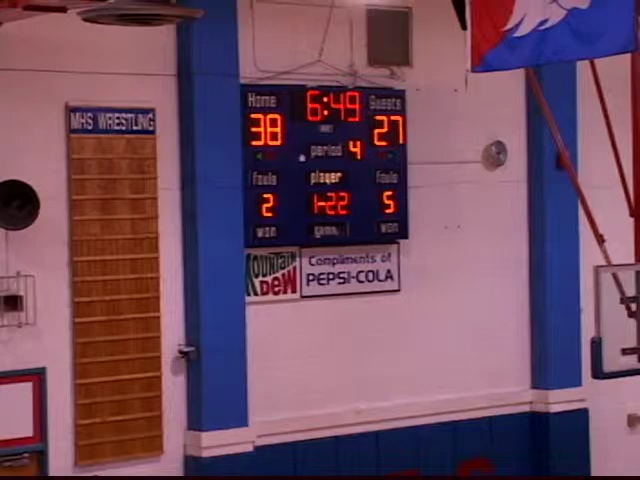 MHS WRESTLING
Home 6:49 Guests
38 27
period 4
Fouls player Fouls
2 1-22 5
won game won
MOUNTAIN DEW
Compliments of
PEPSI-COLA